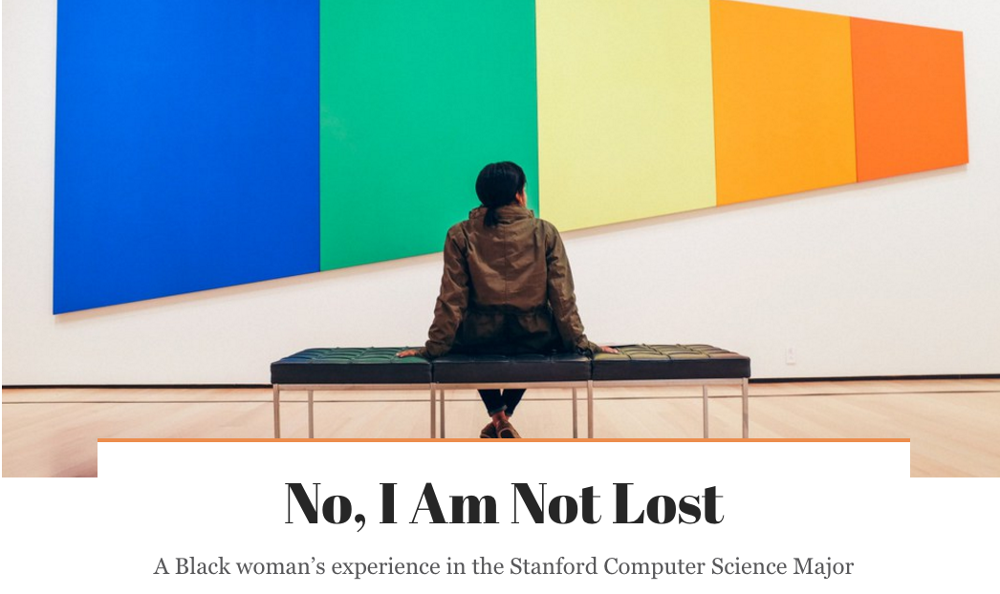 No, I Am Not Lost
A Black woman’s experience in the Stanford Computer Science Major